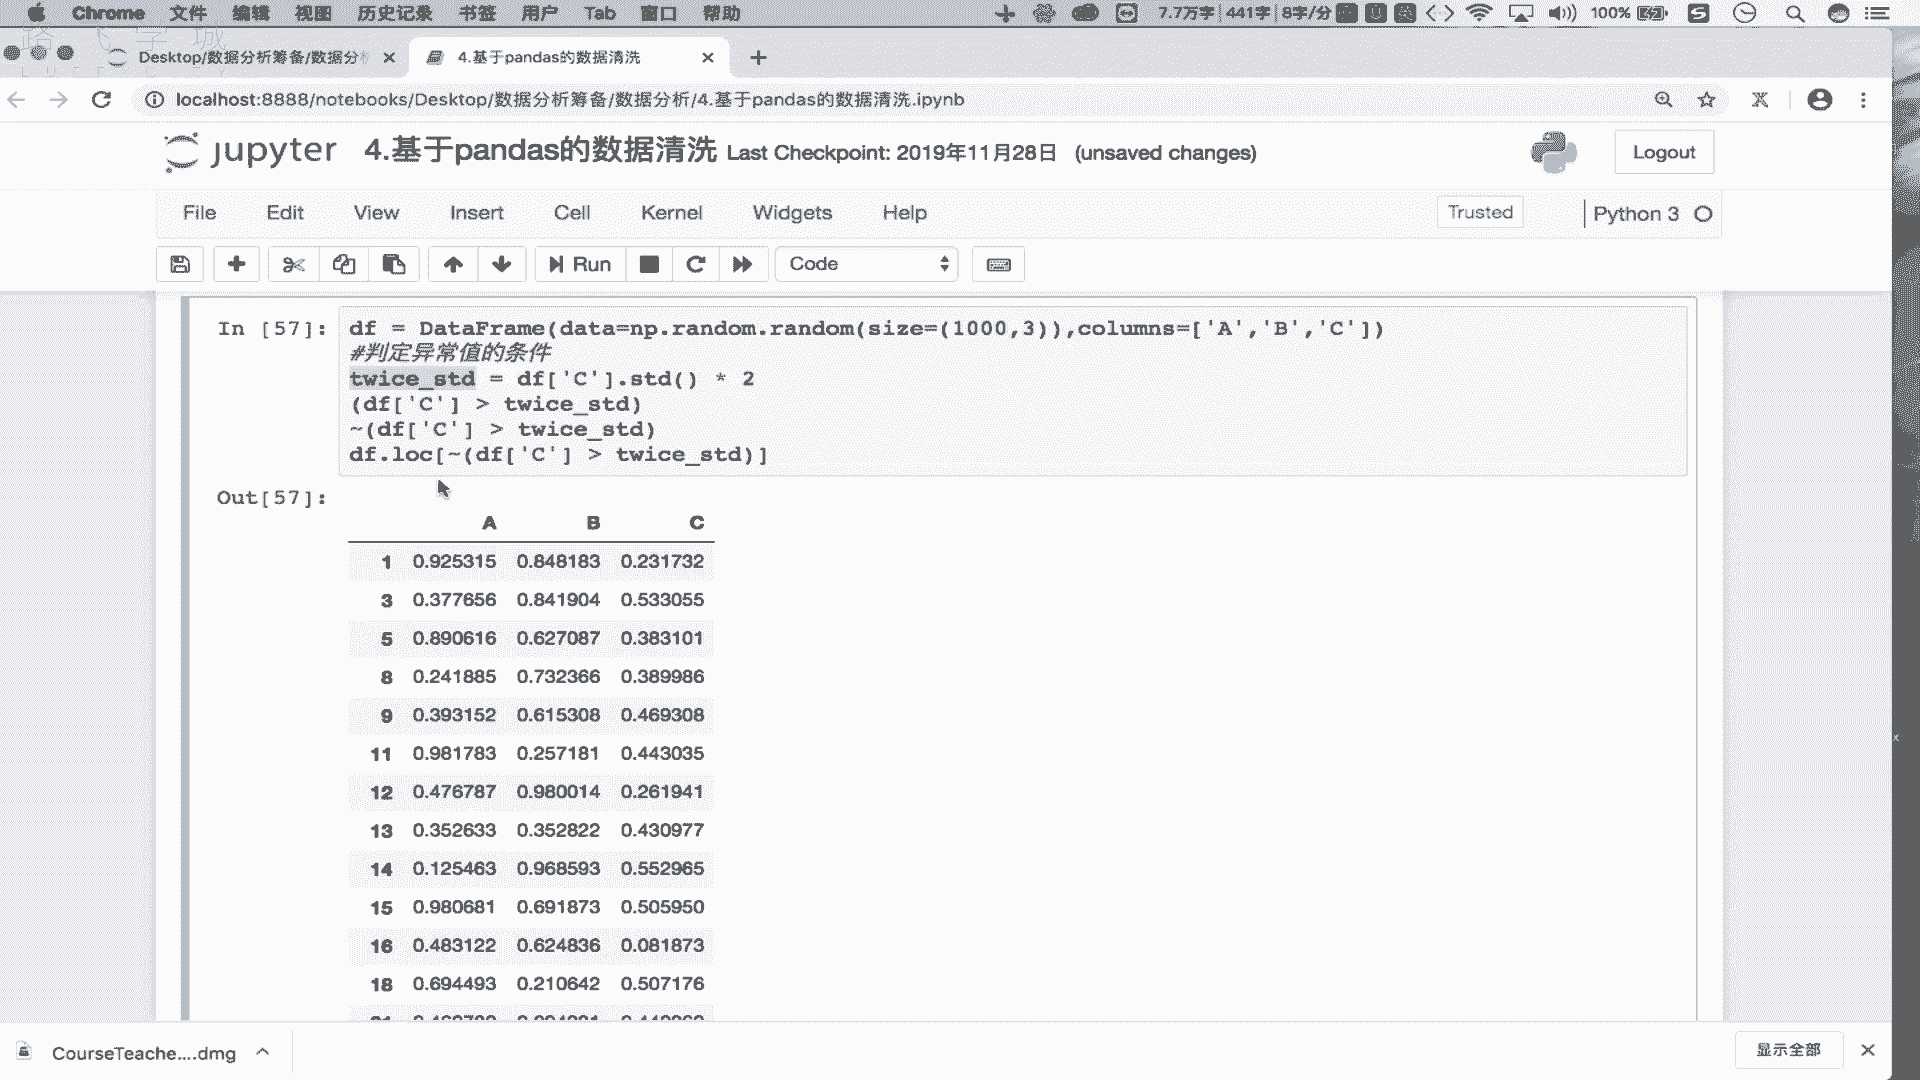 Chrome 文件 编辑 视图 历史记录 书签 用户 Tab 窗口 帮助 7.7万字 441字 8字/分 100%
Desktop/数据分析筹备/数据分 4.基于pandas的数据清洗
localhost:8888/notebooks/Desktop/数据分析筹备/数据分析/4.基于pandas的数据清洗.ipynb
jupyter 4.基于pandas的数据清洗 Last Checkpoint: 2019年11月28日 (unsaved changes) Logout
File Edit View Insert Cell Kernel Widgets Help Trusted Python 3
Run Code
In [57]: df = DataFrame(data=np.random.random(size=(1000,3)),columns=['A','B','C'])
#判定异常值的条件
twice_std = df['C'].std() * 2
(df['C'] > twice_std)
~(df['C'] > twice_std)
df.loc[~(df['C'] > twice_std)]
Out[57]:
A B C
1 0.925315 0.848183 0.231732
3 0.377656 0.841904 0.533055
5 0.890616 0.627087 0.383101
8 0.241885 0.732366 0.389986
9 0.393152 0.615308 0.469308
11 0.981783 0.257181 0.443035
12 0.476787 0.980014 0.261941
13 0.352633 0.352822 0.430977
14 0.125463 0.968593 0.552965
15 0.980681 0.691873 0.505950
16 0.483122 0.624836 0.081873
18 0.694493 0.210642 0.507176
CourseTeache....dmg 显示全部